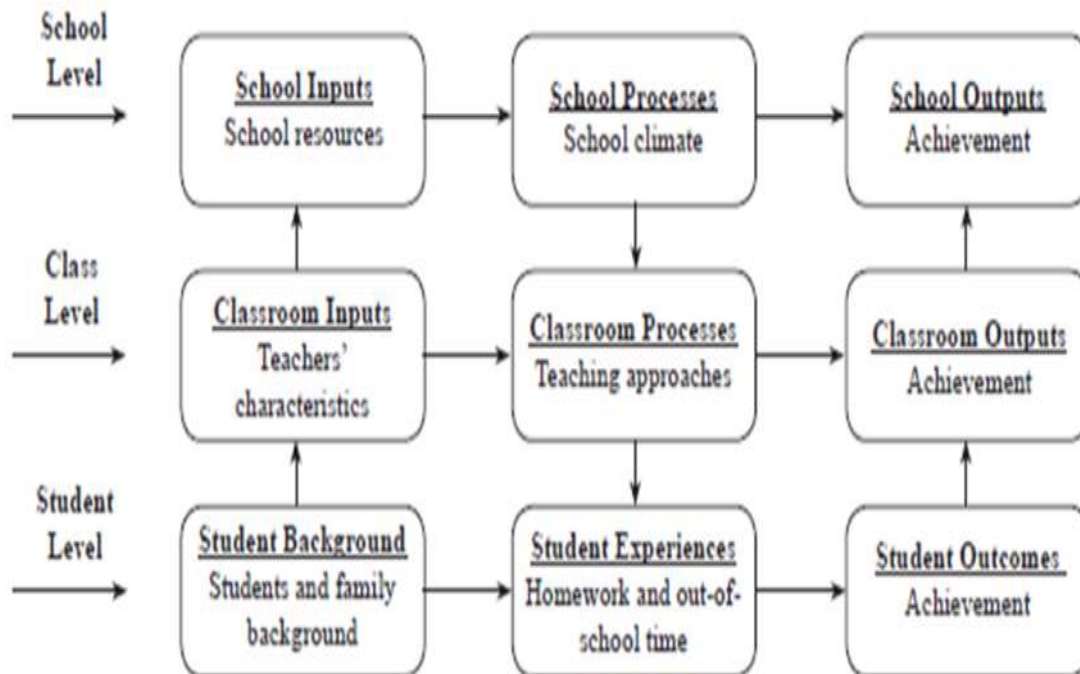 School
Level
School Inputs
School resources
School Processes
School climate
School Outputs
Achievement
Class
Level
Classroom Inputs
Teachers'
characteristics
Classroom Processes
Teaching approaches
Classroom Outputs
Achievement
Student
Level
Student Background
Students and family
background
Student Experiences
Homework and out-of-
school time
Student Outcomes
Achievement